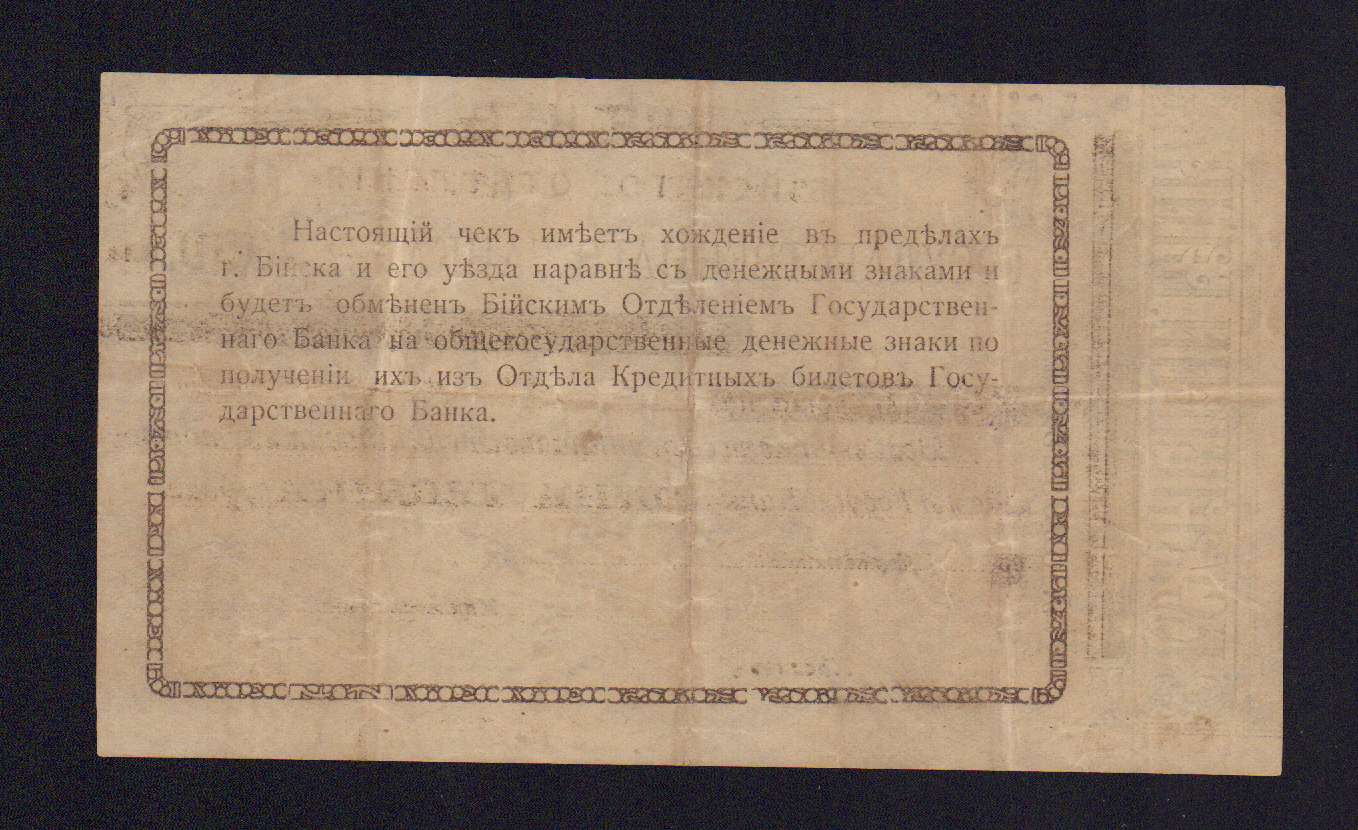 Настоящій чекъ имѣетъ хожденіе въ предѣлахъ
г. Бійска и его уѣзда наравнѣ съ денежными знаками и
будетъ обмѣненъ Бійскимъ Отдѣленіемъ Государствен-
наго Банка на общегосударственные денежные знаки по
полученіи ихъ изъ Отдѣла Кредитныхъ билетовъ Госу-
дарственнаго Банка.